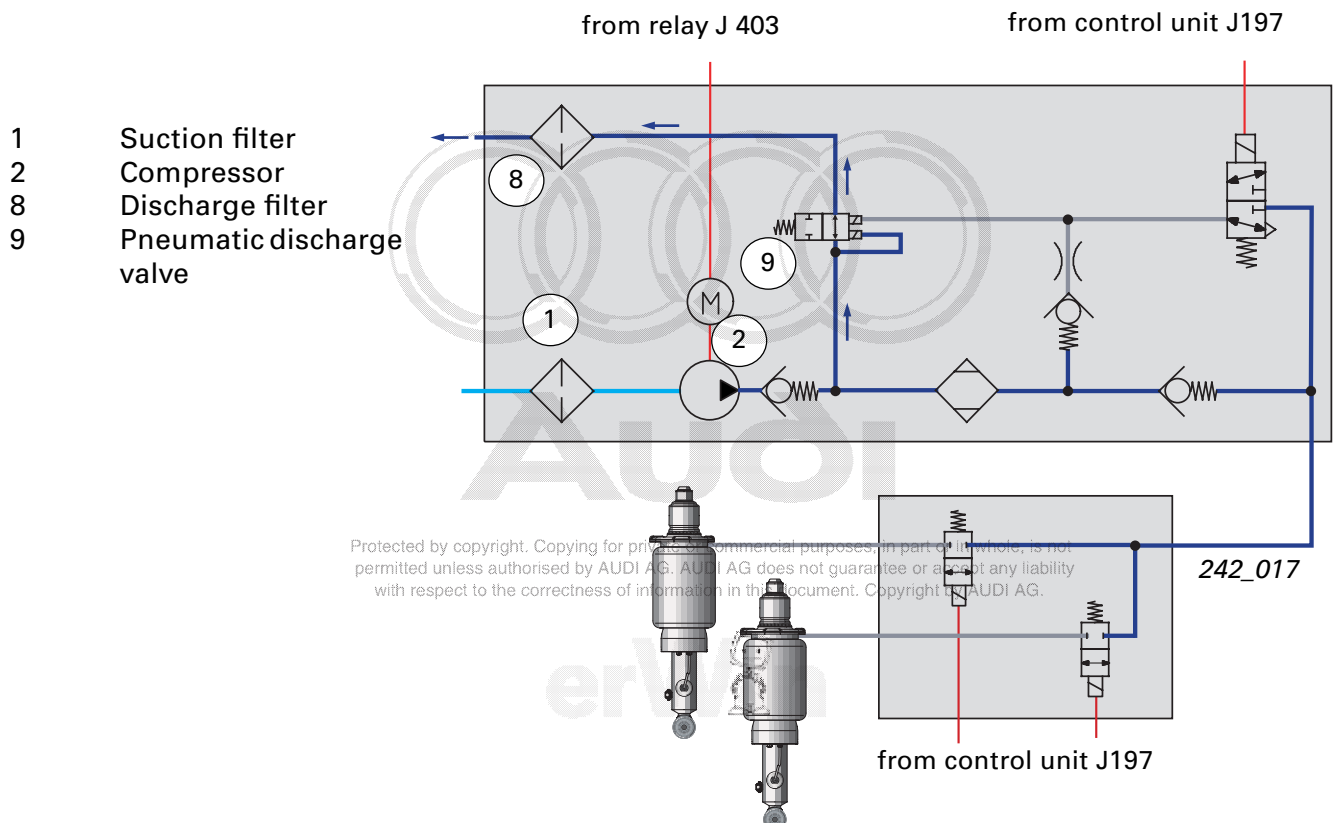 from relay J 403
from control unit J197
1 Suction filter
2 Compressor
8 Discharge filter
9 Pneumatic discharge
valve
8
9
1
M
2
Audi
Protected by copyright. Copying for private or commercial purposes, in part or in whole, is not
permitted unless authorised by AUDI AG. AUDI AG does not guarantee or accept any liability
with respect to the correctness of information in this document. Copyright by AUDI AG.
242_017
erWin
from control unit J197